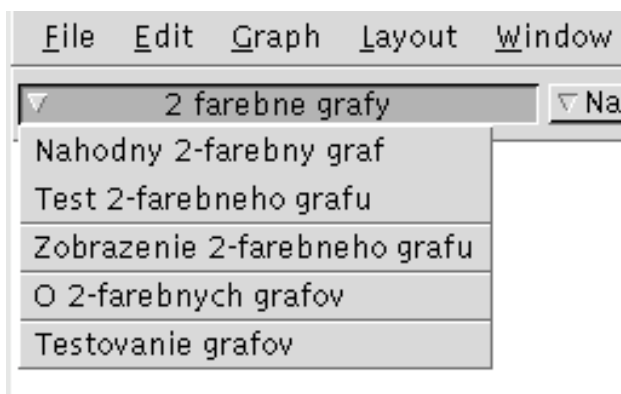 File Edit Graph Layout Window
2 farebne grafy Na
Nahodny 2-farebny graf
Test 2-farebneho grafu
Zobrazenie 2-farebneho grafu
O 2-farebnych grafov
Testovanie grafov